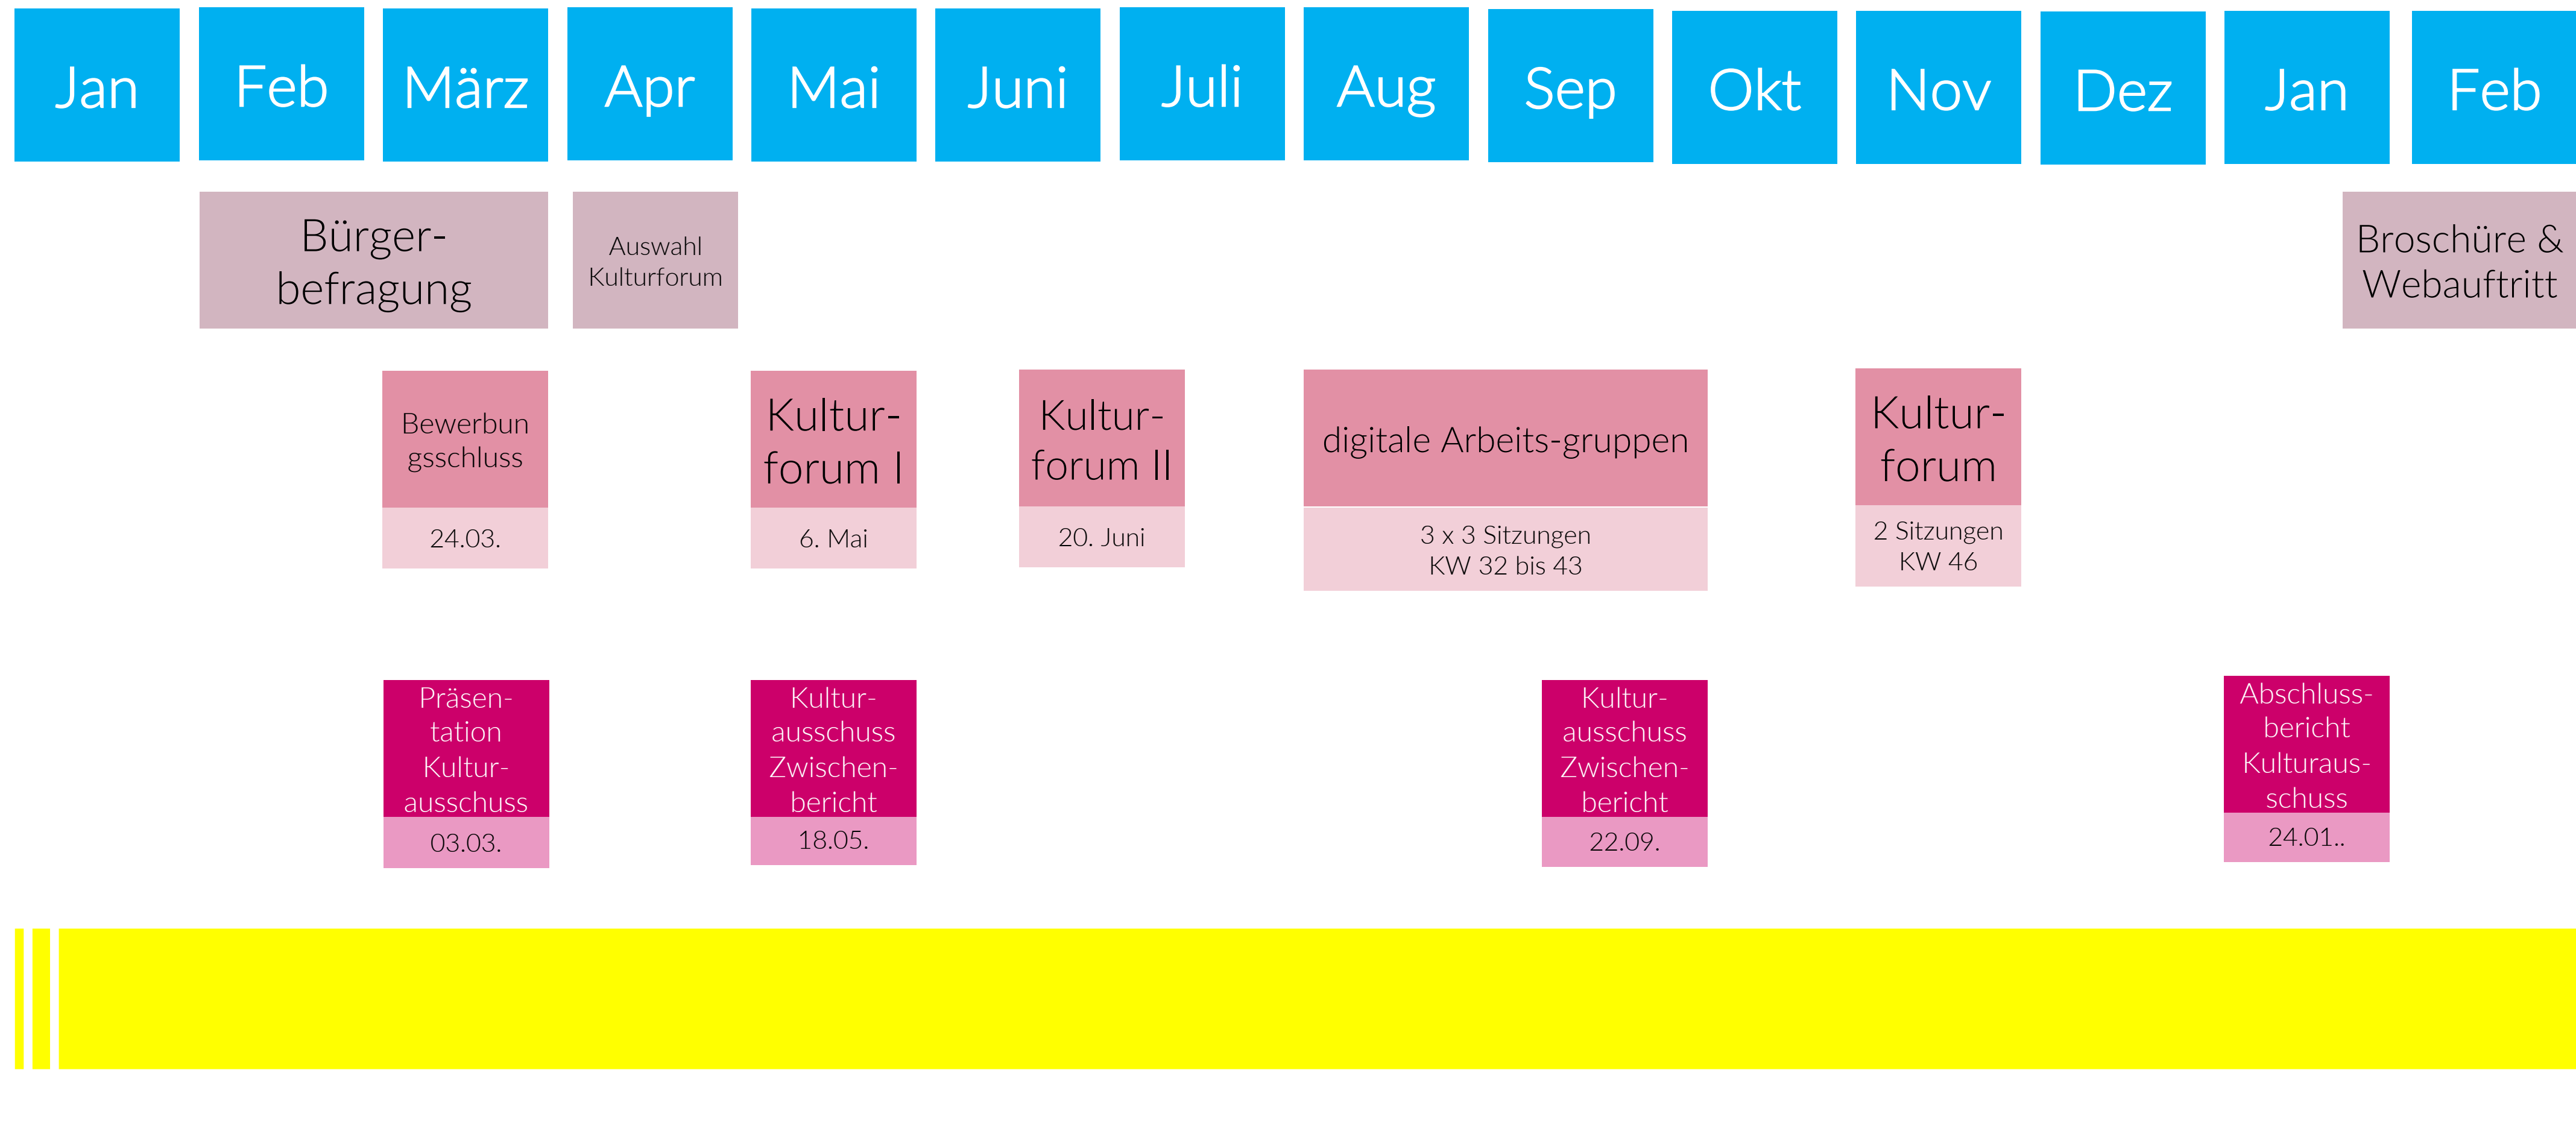 Jan
Feb
März
Apr
Mai
Juni
Juli
Aug
Sep
Okt
Nov
Dez
Jan
Feb
Bürger-
befragung
Auswahl
Kulturforum
Broschüre &
Webauftritt
Bewerbun
gsschluss
24.03.
Kultur-
forum I
6. Mai
Kultur-
forum II
20. Juni
digitale Arbeits-gruppen
3 x 3 Sitzungen
KW 32 bis 43
Kultur-
forum
2 Sitzungen
KW 46
Präsen-
tation
Kultur-
ausschuss
03.03.
Kultur-
ausschuss
Zwischen-
bericht
18.05.
Kultur-
ausschuss
Zwischen-
bericht
22.09.
Abschluss-
bericht
Kulturaus-
schuss
24.01..